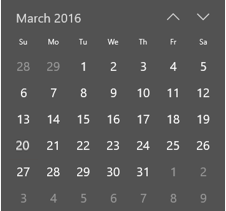 March 2016
Su Mo Tu We Th Fr Sa
28 29 1 2 3 4 5
6 7 8 9 10 11 12
13 14 15 16 17 18 19
20 21 22 23 24 25 26
27 28 29 30 31 1 2
3 4 5 6 7 8 9